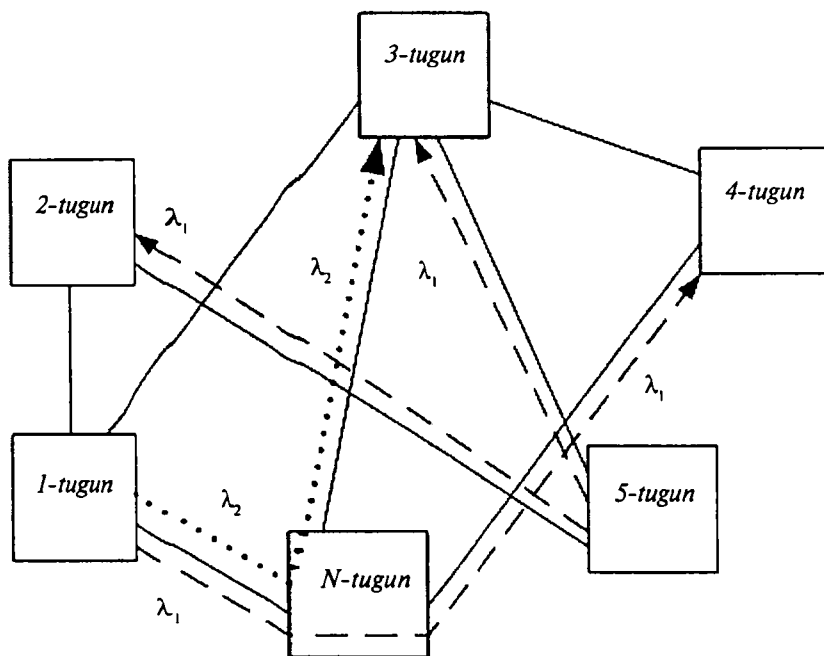 3-tugun
2-tugun
4-tugun
λ₁
λ₂
λ₁
λ₁
1-tugun
5-tugun
λ₂
N-tugun
λ₁